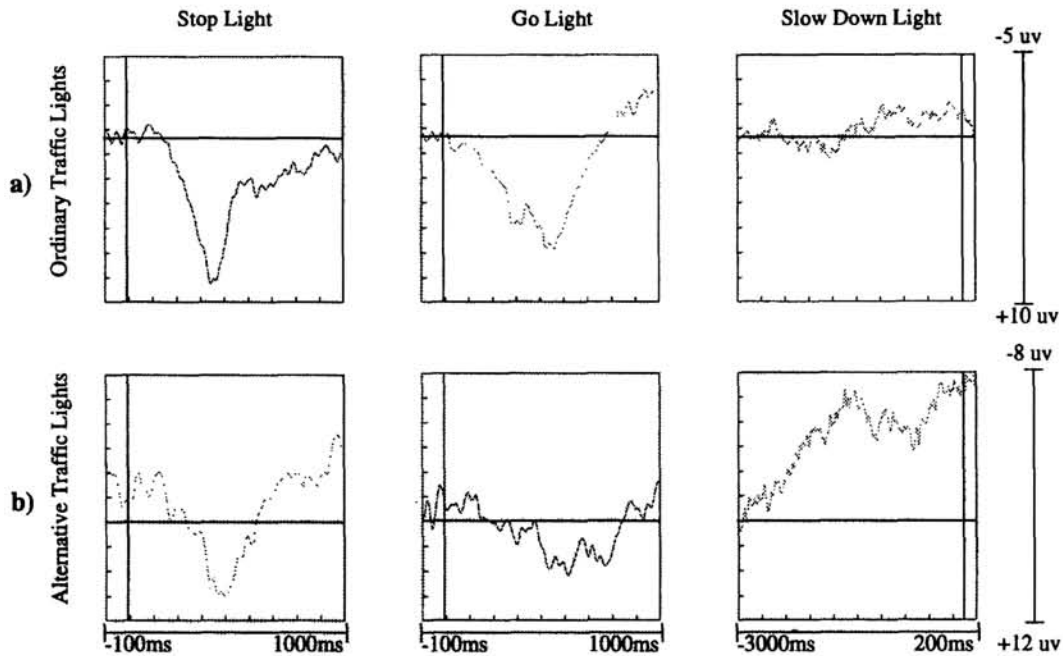 Stop Light
Go Light
Slow Down Light
-5 uv
a)
Ordinary Traffic Lights
+10 uv
-8 uv
b)
Alternative Traffic Lights
-100ms
1000ms
-100ms
1000ms
-3000ms
200ms
+12 uv